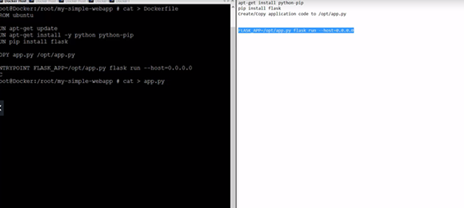 oot@Docker:/root/my-simple-webapp # cat > Dockerfile
ROM ubuntu
UN apt-get update
UN apt-get install -y python python-pip
UN pip install flask
OPY app.py /opt/app.py
NTRYPOINT FLASK_APP=/opt/app.py flask run --host=0.0.0.0
C
oot@Docker:/root/my-simple-webapp # cat > app.py
apt-get install python-pip
pip install flask
create/Copy application code to /opt/app.py
FLASK_APP=/opt/app.py flask run --host=0.0.0.0